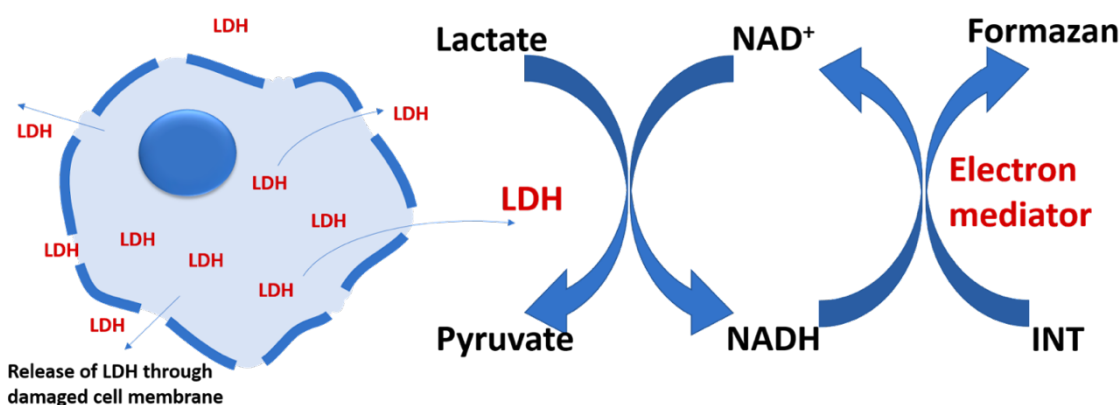 LDH
LDH
LDH
LDH
LDH
LDH
LDH
LDH
LDH
LDH
Release of LDH through
damaged cell membrane
Lactate
NAD⁺
Formazan
LDH
Electron
mediator
Pyruvate
NADH
INT